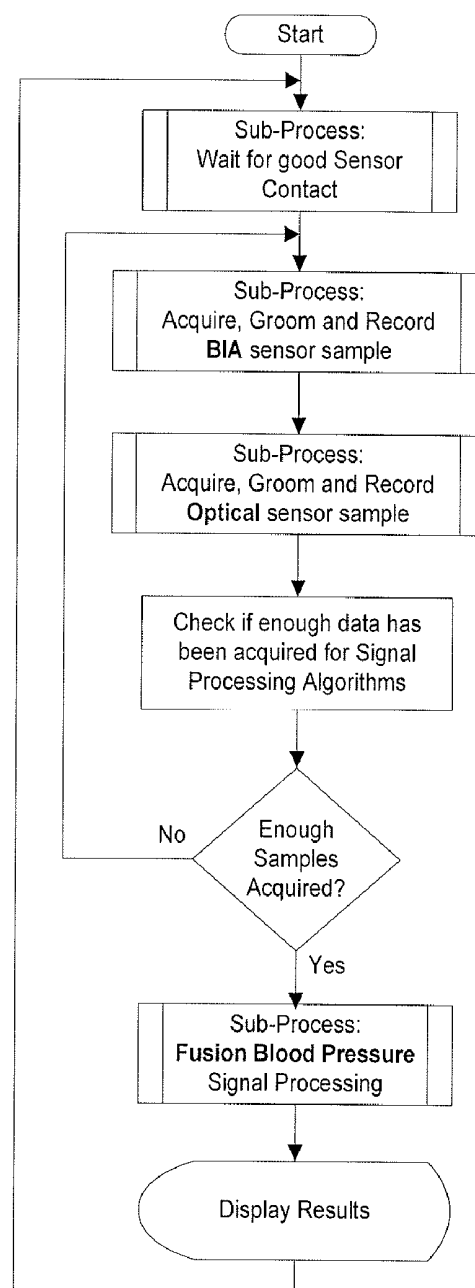 Start
Sub-Process:
Wait for good Sensor
Contact
Sub-Process:
Acquire, Groom and Record
BIA sensor sample
Sub-Process:
Acquire, Groom and Record
Optical sensor sample
Check if enough data has
been acquired for Signal
Processing Algorithms
No
Enough
Samples
Acquired?
Yes
Sub-Process:
Fusion Blood Pressure
Signal Processing
Display Results